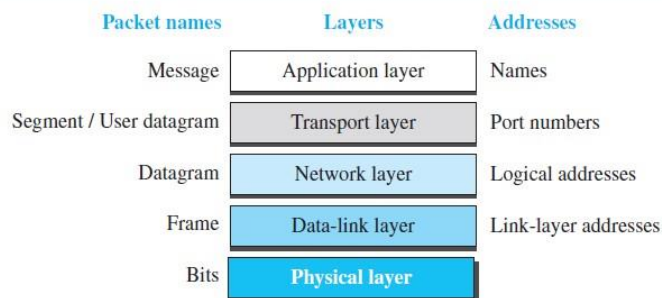 Packet names Layers Addresses
Message Application layer Names
Segment / User datagram Transport layer Port numbers
Datagram Network layer Logical addresses
Frame Data-link layer Link-layer addresses
Bits Physical layer